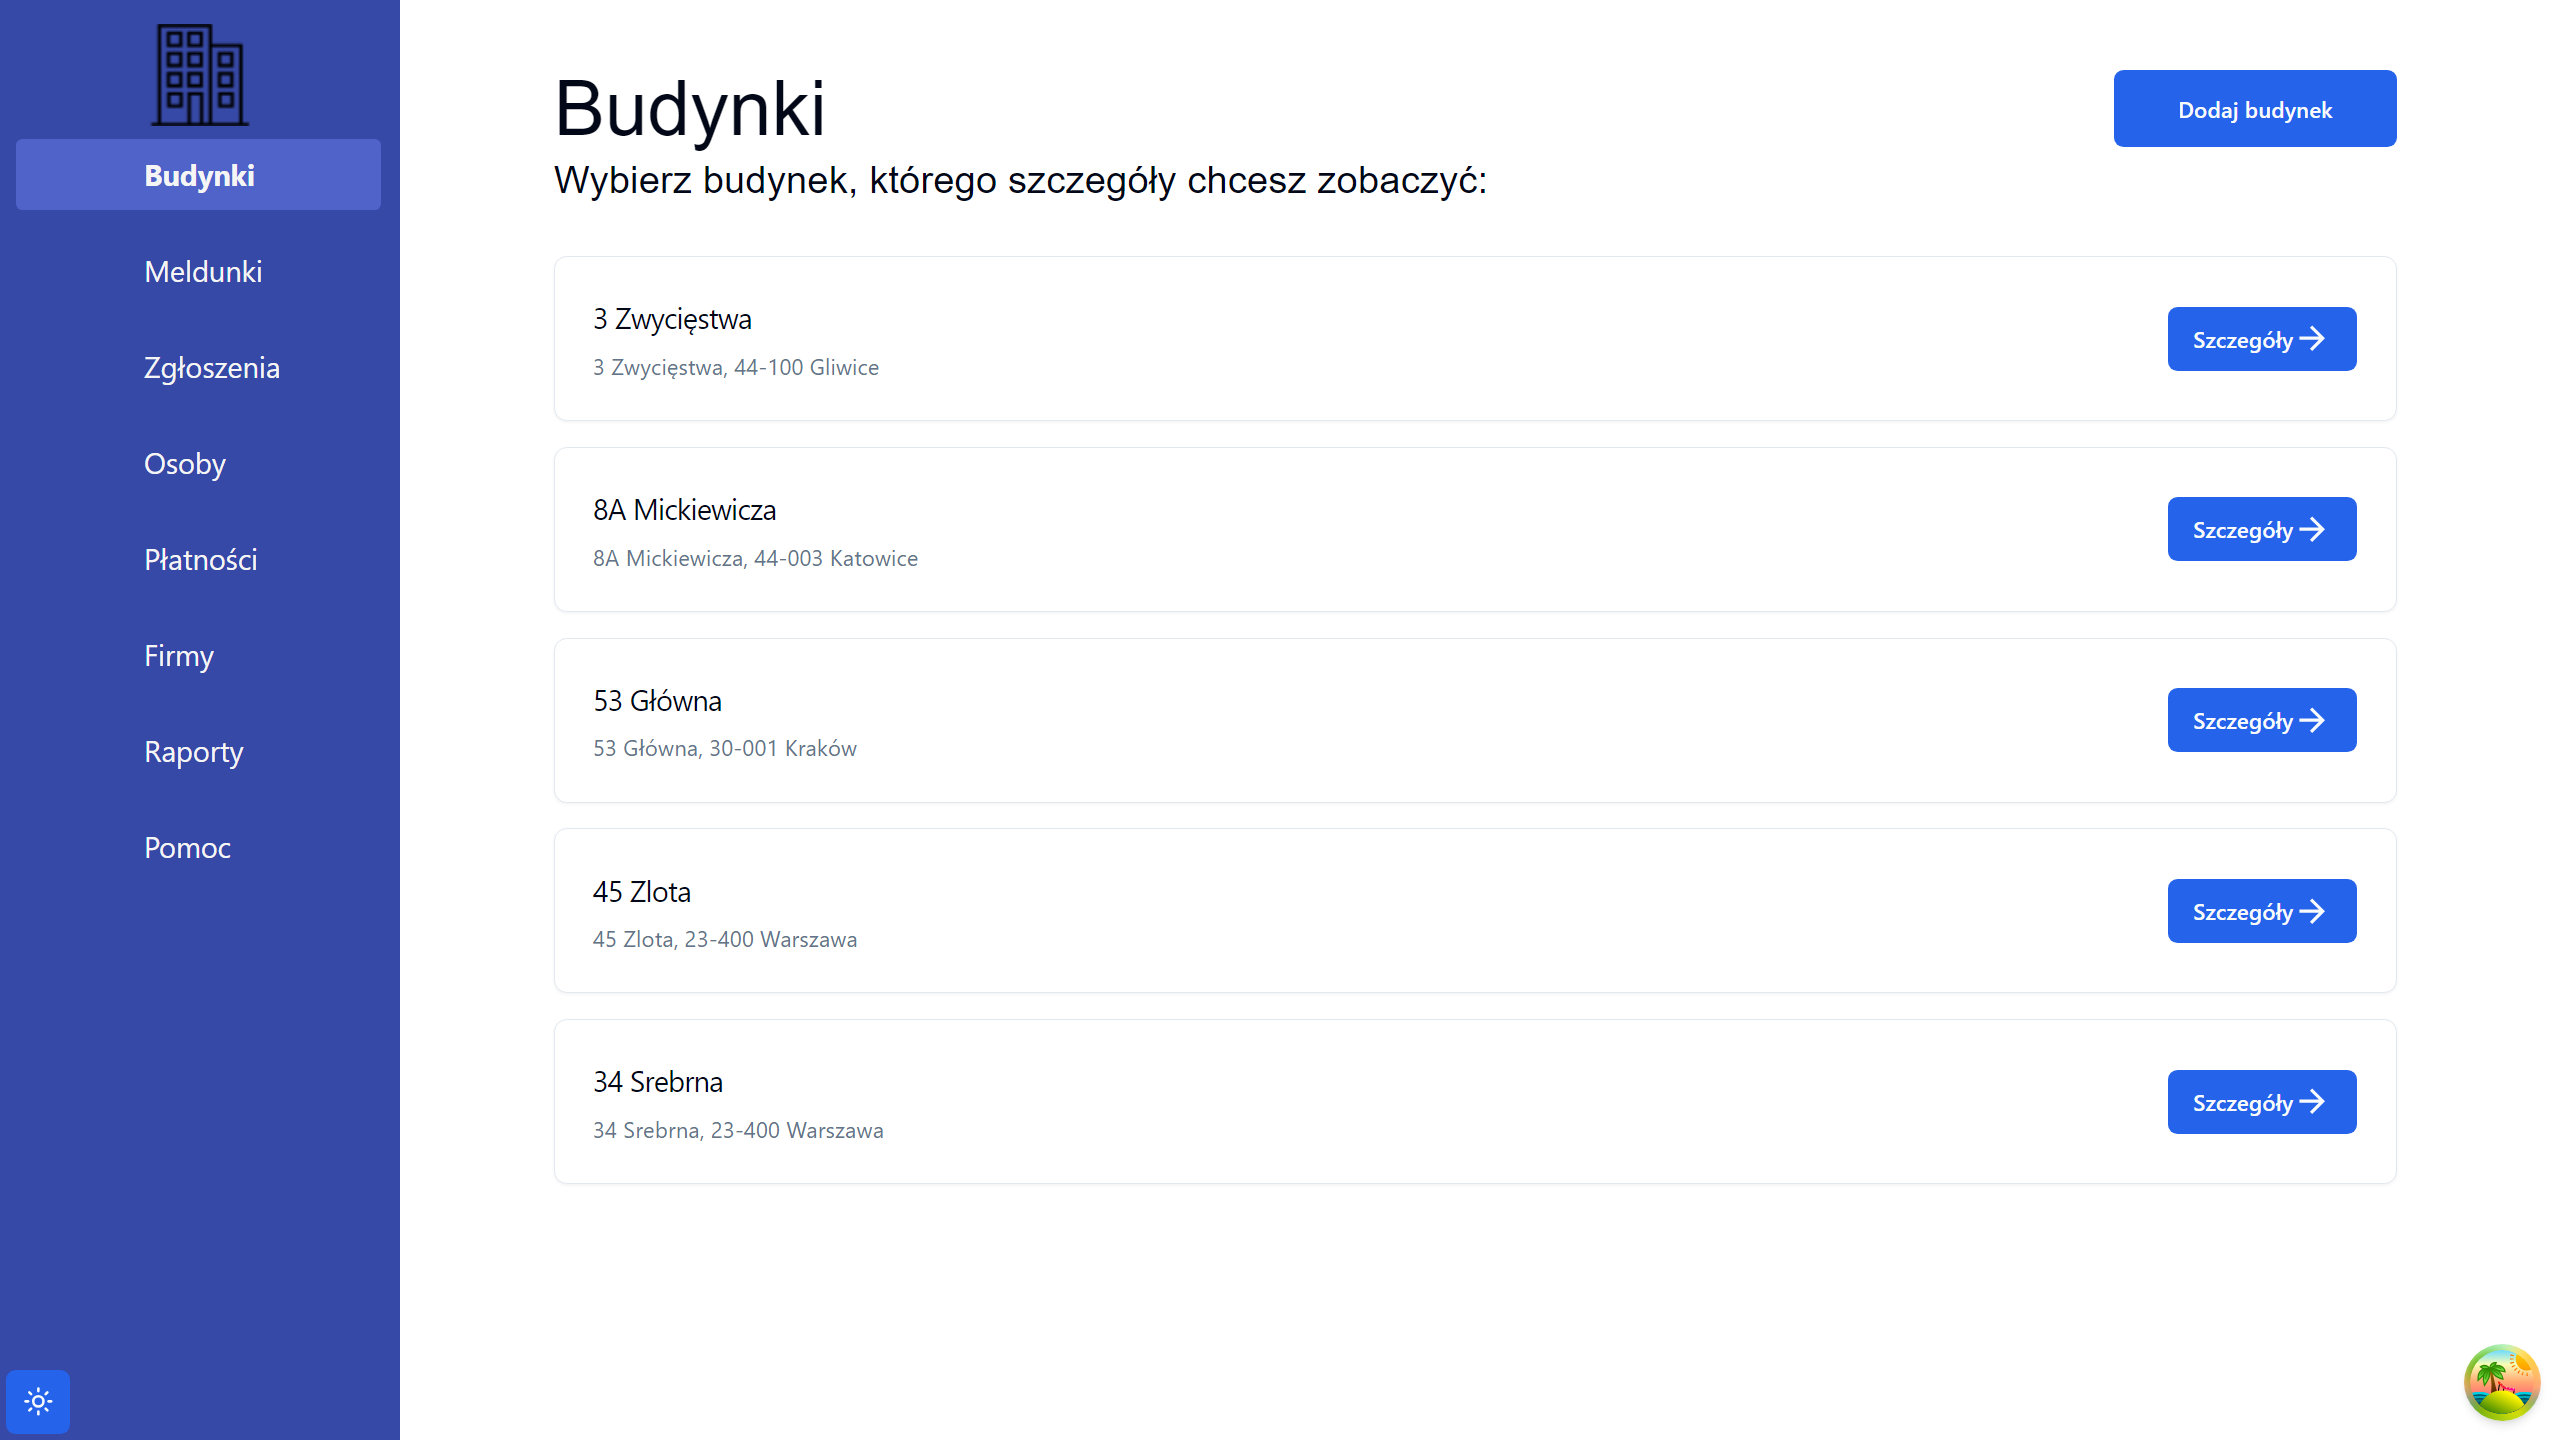 Budynki
Meldunki
Zgłoszenia
Osoby
Płatności
Firmy
Raporty
Pomoc
Budynki
Dodaj budynek
Wybierz budynek, którego szczegóły chcesz zobaczyć:
3 Zwycięstwa
3 Zwycięstwa, 44-100 Gliwice
Szczegóły
8A Mickiewicza
8A Mickiewicza, 44-003 Katowice
Szczegóły
53 Główna
53 Główna, 30-001 Kraków
Szczegóły
45 Zlota
45 Zlota, 23-400 Warszawa
Szczegóły
34 Srebrna
34 Srebrna, 23-400 Warszawa
Szczegóły